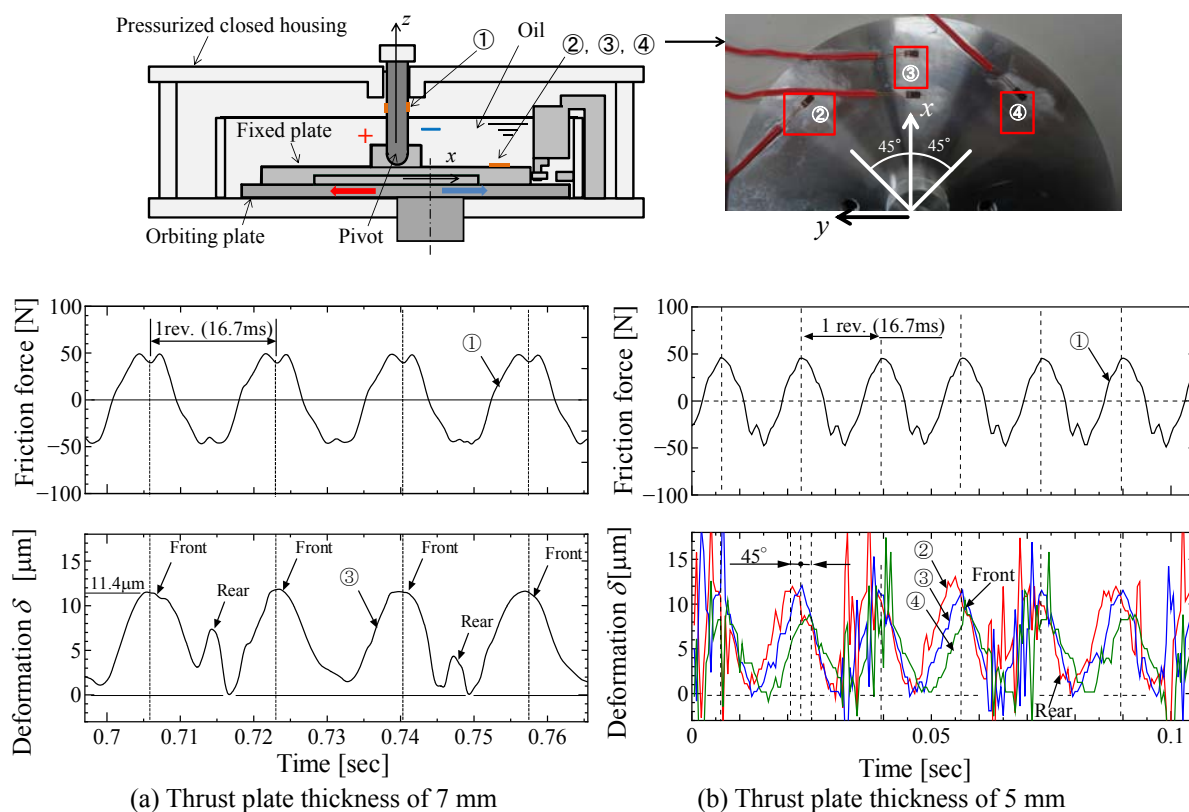 Pressurized closed housing
z
①
Oil
②, ③, ④
Fixed plate
+
−
x
Orbiting plate
Pivot
③
②
④
x
45° 45°
y
Friction force [N]
100
50
0
−50
−100
1rev. (16.7ms)
①
Deformation δ [μm]
15
10
5
0
11.4μm
Front
Rear
Front
③
Front
Rear
Front
0.7 0.71 0.72 0.73 0.74 0.75 0.76
Time [sec]
(a) Thrust plate thickness of 7 mm
Friction force [N]
100
50
0
−50
−100
1 rev. (16.7ms)
①
Deformation δ[μm]
15
10
5
0
45°
②
③
④
Front
Rear
0 0.05 0.1
Time [sec]
(b) Thrust plate thickness of 5 mm